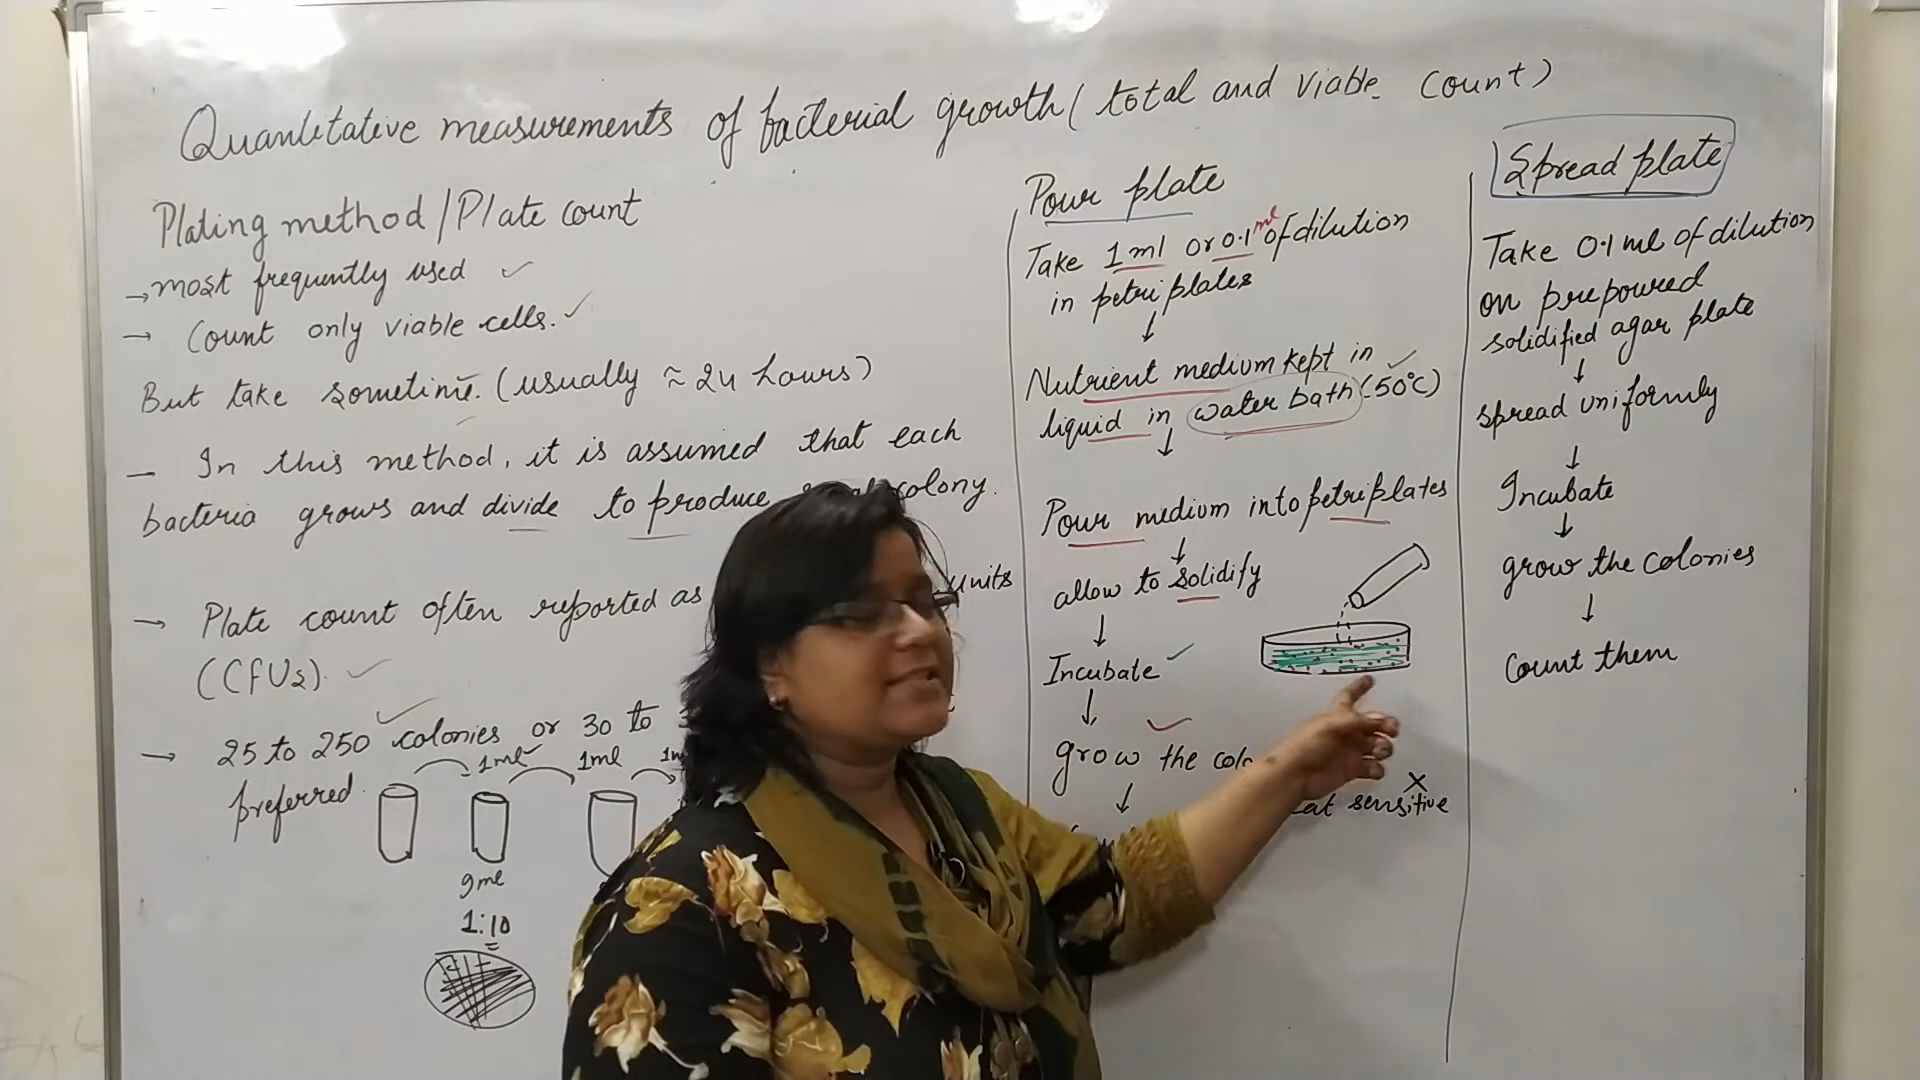 Quantitative measurements of bacterial growth (total and viable count)
Plating method/Plate count
→ most frequently used ✓
→ Count only viable cells. ✓
But take sometime. (usually ≈ 24 hours)
— In this method, it is assumed that each
bacteria grows and divide to produce colony.
→ Plate count often reported as units
(CFUs). ✓
→ 25 to 250 colonies or 30 to
preferred.
1ml 1ml
9ml
1:10
Pour plate
Take 1 ml or 0.1 ml of dilution
in petriplates
↓
Nutrient medium kept in
liquid in water bath (50°C)
↓
Pour medium into petriplates
↓
allow to solidify
↓
Incubate ✓
↓
grow the
↓
sensitive
Spread plate
Take 0.1 ml of dilution
on prepoured
solidified agar plate
↓
spread uniformly
↓
Incubate
↓
grow the colonies
↓
Count them